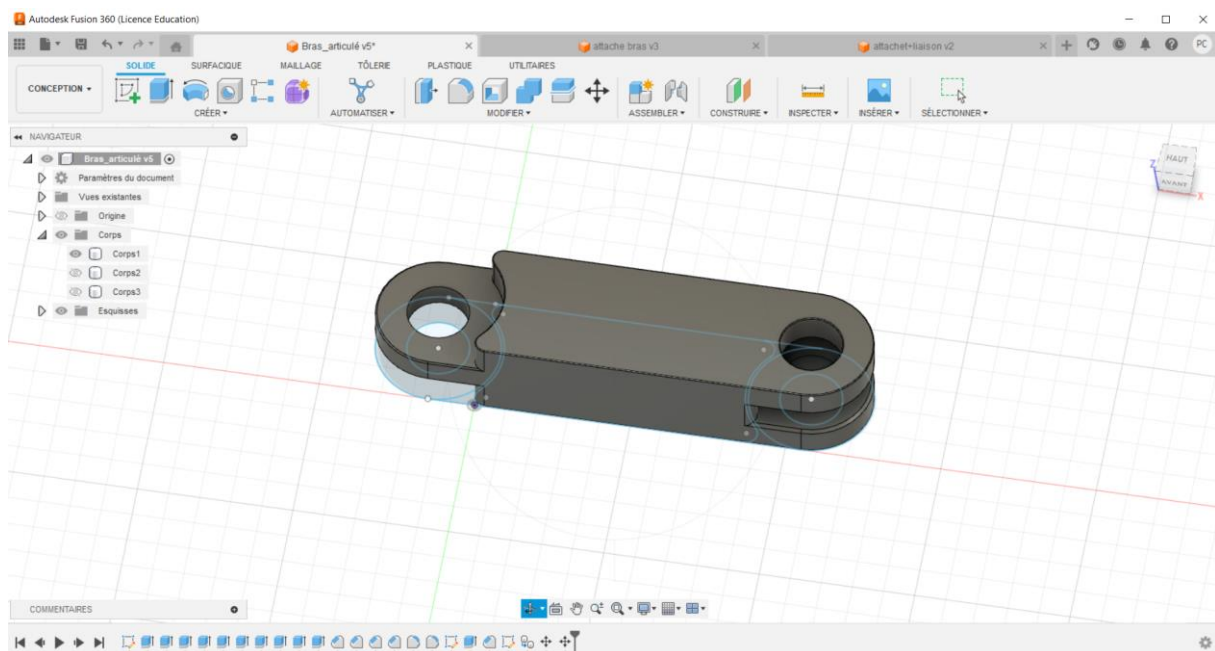 Autodesk Fusion 360 (Licence Education)
Bras_articulé v5*
attache bras v3
attachet+liaison v2
PC
SOLIDE SURFACIQUE MAILLAGE TÔLERIE PLASTIQUE UTILITAIRES
CONCEPTION
CRÉER AUTOMATISER MODIFIER ASSEMBLER CONSTRUIRE INSPECTER INSÉRER SÉLECTIONNER
NAVIGATEUR
Bras_articulé v5
Paramètres du document
Vues existantes
Origine
Corps
Corps1
Corps2
Corps3
Esquisses
HAUT
Z
AVANT
X
COMMENTAIRES